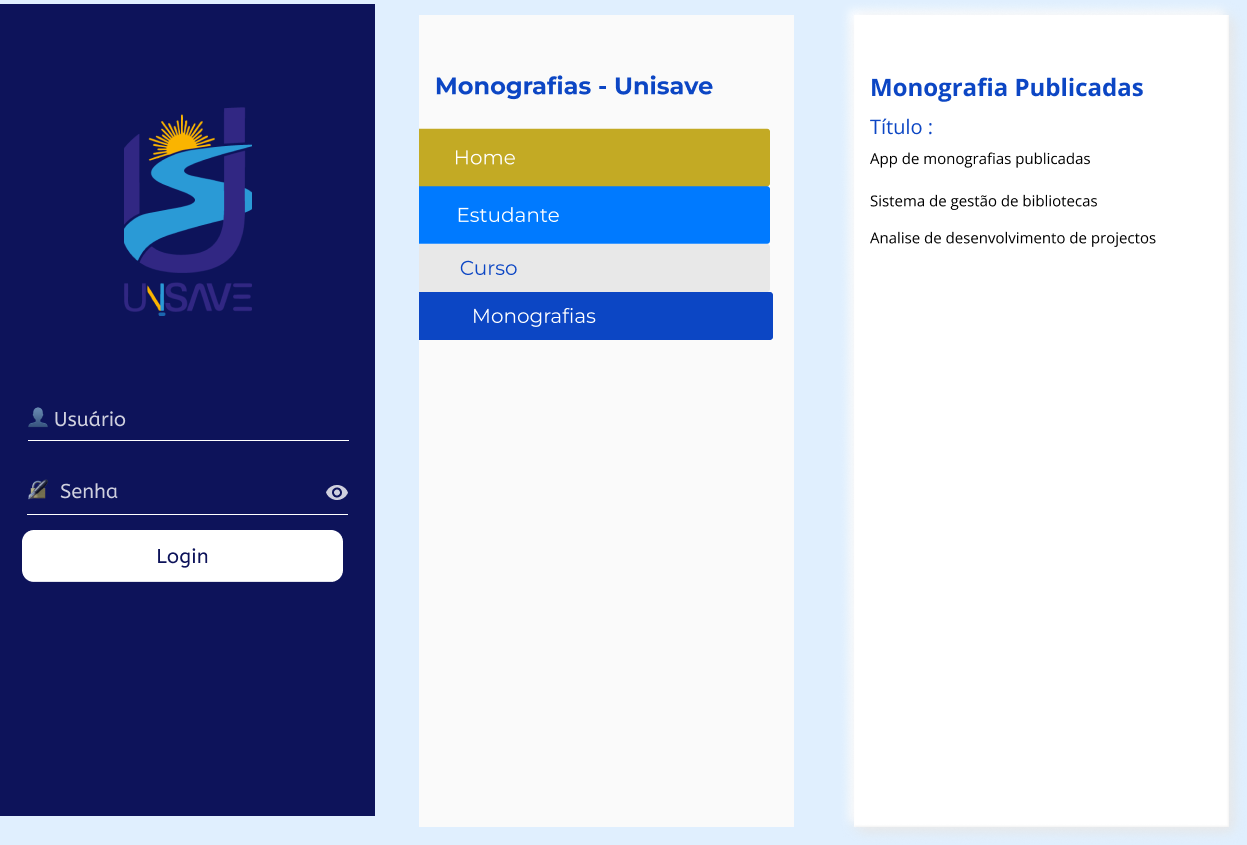 UNISAVE
Usuário
Senha
Login
Monografias - Unisave
Home
Estudante
Curso
Monografias
Monografia Publicadas
Título :
App de monografias publicadas
Sistema de gestão de bibliotecas
Analise de desenvolvimento de projectos